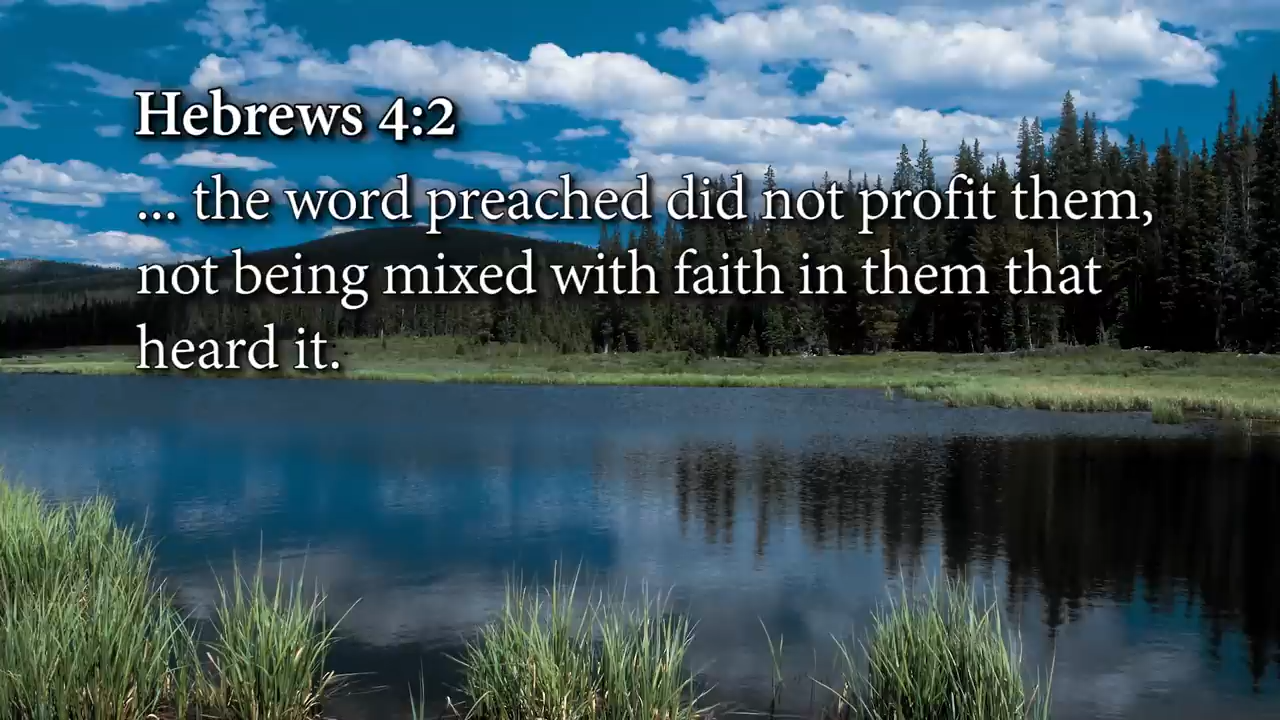 Hebrews 4:2
... the word preached did not profit them,
not being mixed with faith in them that
heard it.